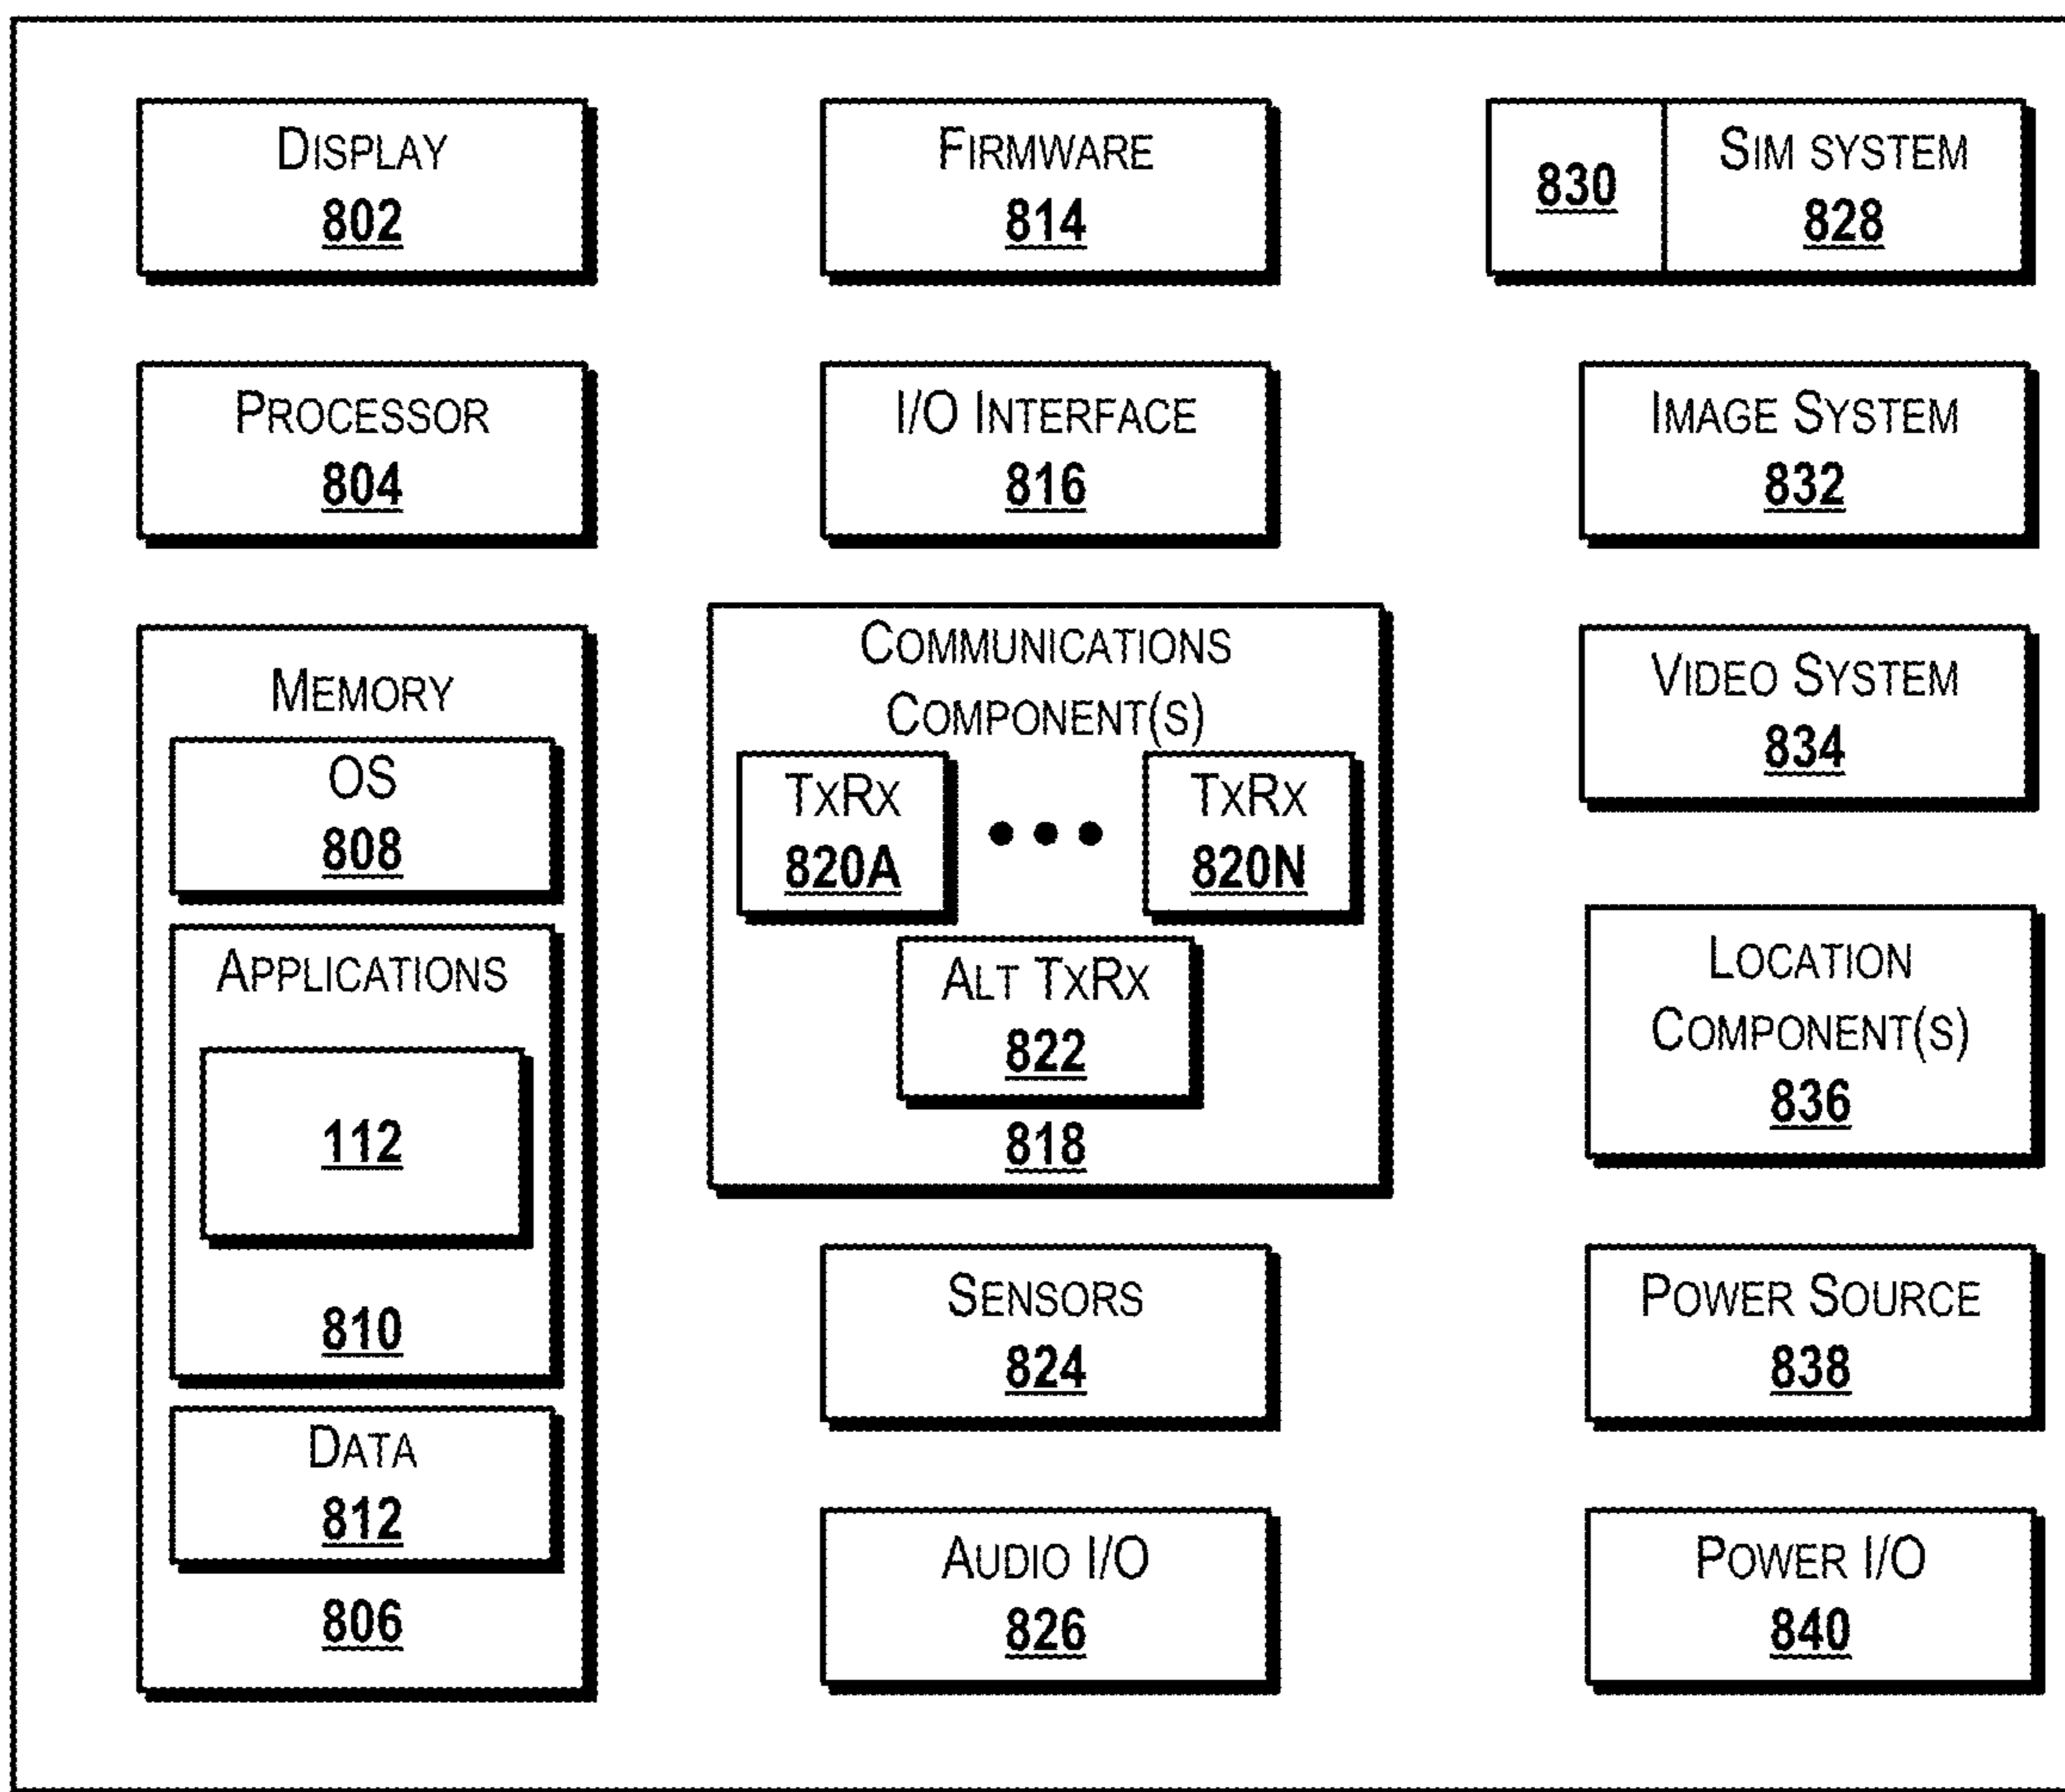 DISPLAY
802
PROCESSOR
804
MEMORY
OS
808
APPLICATIONS
112
810
DATA
812
806
FIRMWARE
814
I/O INTERFACE
816
COMMUNICATIONS
COMPONENT(S)
TXRX
820A
TXRX
820N
ALT TXRX
822
818
SENSORS
824
AUDIO I/O
826
830
SIM SYSTEM
828
IMAGE SYSTEM
832
VIDEO SYSTEM
834
LOCATION
COMPONENT(S)
836
POWER SOURCE
838
POWER I/O
840